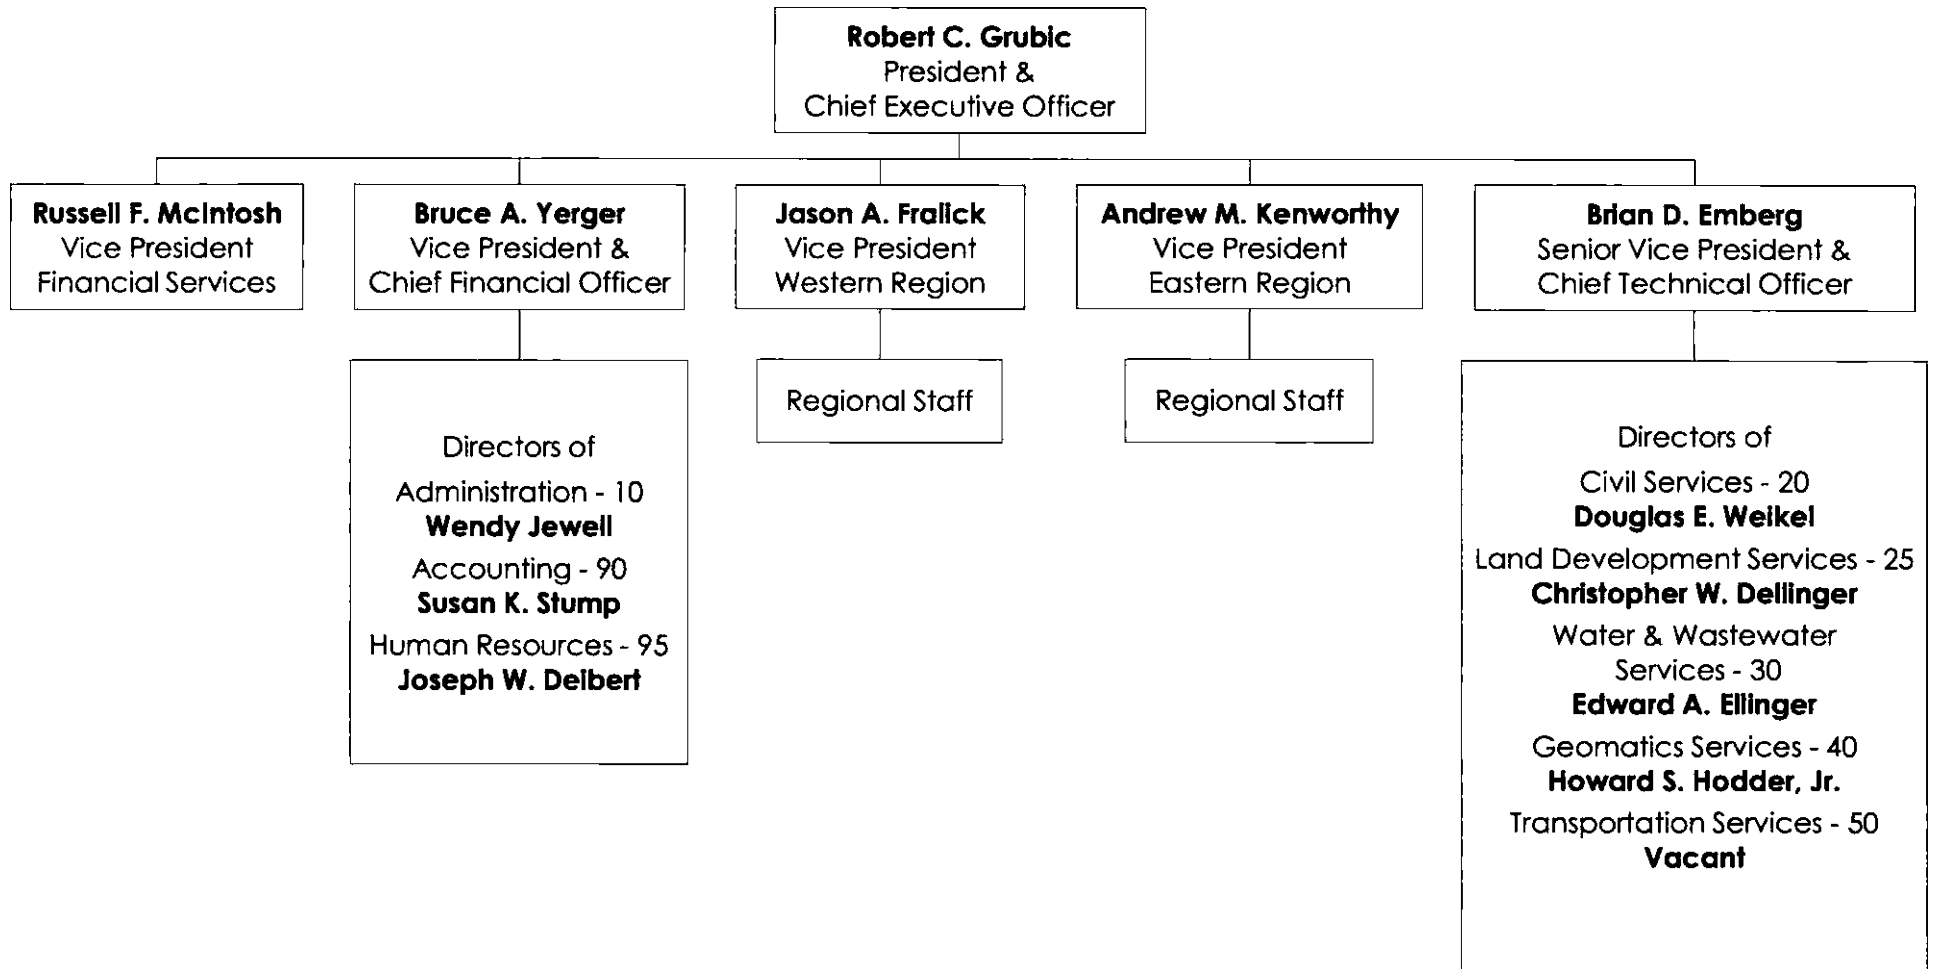 Robert C. Grubic
President &
Chief Executive Officer
Russell F. McIntosh
Vice President
Financial Services
Bruce A. Yerger
Vice President &
Chief Financial Officer
Jason A. Fralick
Vice President
Western Region
Andrew M. Kenworthy
Vice President
Eastern Region
Brian D. Emberg
Senior Vice President &
Chief Technical Officer
Directors of
Administration - 10
Wendy Jewell
Accounting - 90
Susan K. Stump
Human Resources - 95
Joseph W. Deibert
Regional Staff
Regional Staff
Directors of
Civil Services - 20
Douglas E. Weikel
Land Development Services - 25
Christopher W. Dellinger
Water & Wastewater
Services - 30
Edward A. Ellinger
Geomatics Services - 40
Howard S. Hodder, Jr.
Transportation Services - 50
Vacant